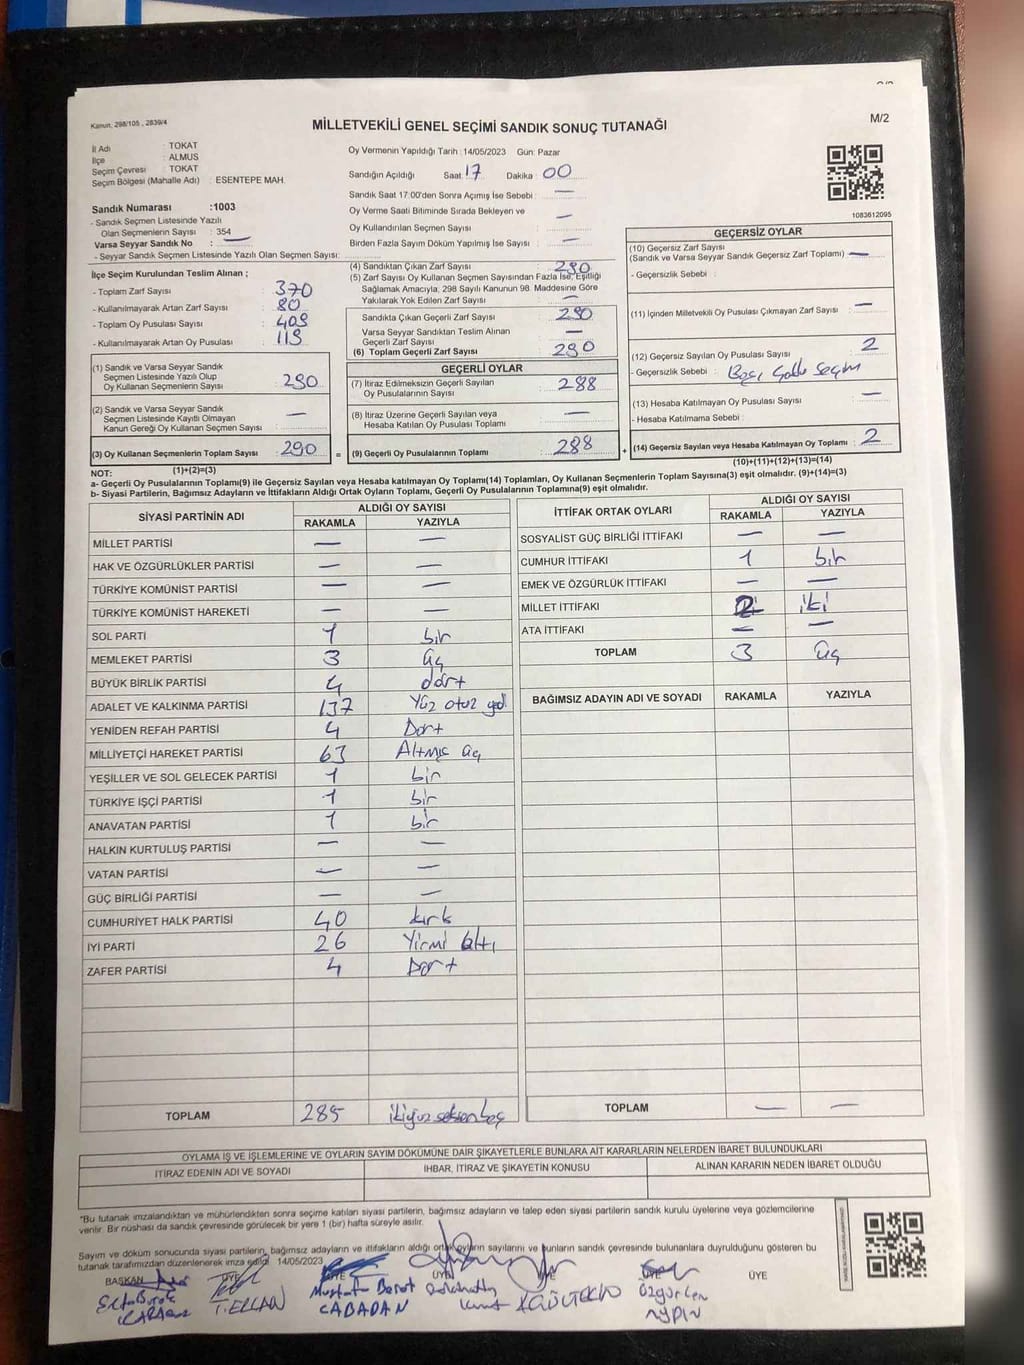 Kanun, 298/105 , 2839/4
MİLLETVEKİLİ GENEL SEÇİMİ SANDIK SONUÇ TUTANAĞI
M/2
İl Adı : TOKAT
İlçe : ALMUS
Seçim Çevresi : TOKAT
Seçim Bölgesi (Mahalle Adı) : ESENTEPE MAH.
Sandık Numarası :1003
- Sandık Seçmen Listesinde Yazılı
Olan Seçmenlerin Sayısı : 354
Varsa Seyyar Sandık No : —
- Seyyar Sandık Seçmen Listesinde Yazılı Olan Seçmen Sayısı:
Oy Vermenin Yapıldığı Tarih : 14/05/2023 Gün: Pazar
Sandığın Açıldığı Saat 17 Dakika 00
Sandık Saat 17:00'den Sonra Açılmış İse Sebebi : —
Oy Verme Saati Bitiminde Sırada Bekleyen ve —
Oy Kullandırılan Seçmen Sayısı
Birden Fazla Sayım Döküm Yapılmış İse Sayısı : —
1083612095
İlçe Seçim Kurulundan Teslim Alınan ;
- Toplam Zarf Sayısı : 370
- Kullanılmayarak Artan Zarf Sayısı : 80
- Toplam Oy Pusulası Sayısı : 403
- Kullanılmayarak Artan Oy Pusulası : 113
(1) Sandık ve Varsa Seyyar Sandık
Seçmen Listesinde Yazılı Olup
Oy Kullanan Seçmenlerin Sayısı : 290
(2) Sandık ve Varsa Seyyar Sandık
Seçmen Listesinde Kayıtlı Olmayan
Kanun Gereği Oy Kullanan Seçmen Sayısı : —
(3) Oy Kullanan Seçmenlerin Toplam Sayısı : 290
(4) Sandıktan Çıkan Zarf Sayısı : 290
(5) Zarf Sayısı Oy Kullanan Seçmen Sayısından Fazla İse, Eşitliği
Sağlamak Amacıyla; 298 Sayılı Kanunun 98. Maddesine Göre
Yakılarak Yok Edilen Zarf Sayısı : —
Sandıkta Çıkan Geçerli Zarf Sayısı : 290
Varsa Seyyar Sandıktan Teslim Alınan
Geçerli Zarf Sayısı : —
(6) Toplam Geçerli Zarf Sayısı : 290
GEÇERLİ OYLAR
(7) İtiraz Edilmeksizin Geçerli Sayılan
Oy Pusulalarının Sayısı : 288
(8) İtiraz Üzerine Geçerli Sayılan veya
Hesaba Katılan Oy Pusulası Toplamı : —
= (9) Geçerli Oy Pusulalarının Toplamı : 288
GEÇERSİZ OYLAR
(10) Geçersiz Zarf Sayısı
(Sandık ve Varsa Seyyar Sandık Geçersiz Zarf Toplamı) : —
- Geçersizlik Sebebi :
(11) İçinden Milletvekili Oy Pusulası Çıkmayan Zarf Sayısı : —
(12) Geçersiz Sayılan Oy Pusulası Sayısı : 2
- Geçersizlik Sebebi : Seçim
(13) Hesaba Katılmayan Oy Pusulası Sayısı : —
- Hesaba Katılmama Sebebi :
+ (14) Geçersiz Sayılan veya Hesaba Katılmayan Oy Toplamı : 2
NOT: (1)+(2)=(3)
(10)+(11)+(12)+(13)=(14)
a- Geçerli Oy Pusulalarının Toplamı(9) ile Geçersiz Sayılan veya Hesaba katılmayan Oy Toplamı(14) Toplamları, Oy Kullanan Seçmenlerin Toplam Sayısına(3) eşit olmalıdır. (9)+(14)=(3)
b- Siyasi Partilerin, Bağımsız Adayların ve İttifakların Aldığı Ortak Oyların Toplamı, Geçerli Oy Pusulalarının Toplamına(9) eşit olmalıdır.
SİYASİ PARTİNİN ADI ALDIĞI OY SAYISI
RAKAMLA YAZIYLA
MİLLET PARTİSİ — —
HAK VE ÖZGÜRLÜKLER PARTİSİ — —
TÜRKİYE KOMÜNİST PARTİSİ — —
TÜRKİYE KOMÜNİST HAREKETİ — —
SOL PARTİ 1 bir
MEMLEKET PARTİSİ 3 üç
BÜYÜK BİRLİK PARTİSİ 4 dört
ADALET VE KALKINMA PARTİSİ 137 Yüz otuz yedi
YENİDEN REFAH PARTİSİ 4 Dört
MİLLİYETÇİ HAREKET PARTİSİ 63 Altmış üç
YEŞİLLER VE SOL GELECEK PARTİSİ 1 bir
TÜRKİYE İŞÇİ PARTİSİ 1 bir
ANAVATAN PARTİSİ 1 bir
HALKIN KURTULUŞ PARTİSİ — —
VATAN PARTİSİ — —
GÜÇ BİRLİĞİ PARTİSİ — —
CUMHURİYET HALK PARTİSİ 40 kırk
İYİ PARTİ 26 Yirmi altı
ZAFER PARTİSİ 4 Dört
TOPLAM 285 ikiyüz seksen beş
İTTİFAK ORTAK OYLARI ALDIĞI OY SAYISI
RAKAMLA YAZIYLA
SOSYALİST GÜÇ BİRLİĞİ İTTİFAKI — —
CUMHUR İTTİFAKI 1 bir
EMEK VE ÖZGÜRLÜK İTTİFAKI — —
MİLLET İTTİFAKI 2 iki
ATA İTTİFAKI — —
TOPLAM 3 üç
BAĞIMSIZ ADAYIN ADI VE SOYADI RAKAMLA YAZIYLA
TOPLAM — —
OYLAMA İŞ VE İŞLEMLERİNE VE OYLARIN SAYIM DÖKÜMÜNE DAİR ŞİKAYETLERLE BUNLARA AİT KARARLARIN NELERDEN İBARET BULUNDUKLARI
İTİRAZ EDENİN ADI VE SOYADI İHBAR, İTİRAZ VE ŞİKAYETİN KONUSU ALINAN KARARIN NEDEN İBARET OLDUĞU
"Bu tutanak imzalandıktan ve mühürlendikten sonra seçime katılan siyasi partilerin, bağımsız adayların ve talep eden siyasi partilerin sandık kurulu üyelerine veya gözlemcilerine
verilir. Bir nüshası da sandık çevresinde görülecek bir yere 1 (bir) hafta süreyle asılır.
Sayım ve döküm sonucunda siyasi partilerin, bağımsız adayların ve ittifakların aldığı ortak oyların sayılarını ve bunların sandık çevresinde bulunanlara duyrulduğunu gösteren bu
tutanak tarafımızdan düzenlenerek imza edildi. 14/05/2023
BAŞKAN ÜYE ÜYE ÜYE ÜYE ÜYE
T. ERCAN
Mustafa Berat
CABADAN
Özgürcen
AYDIN